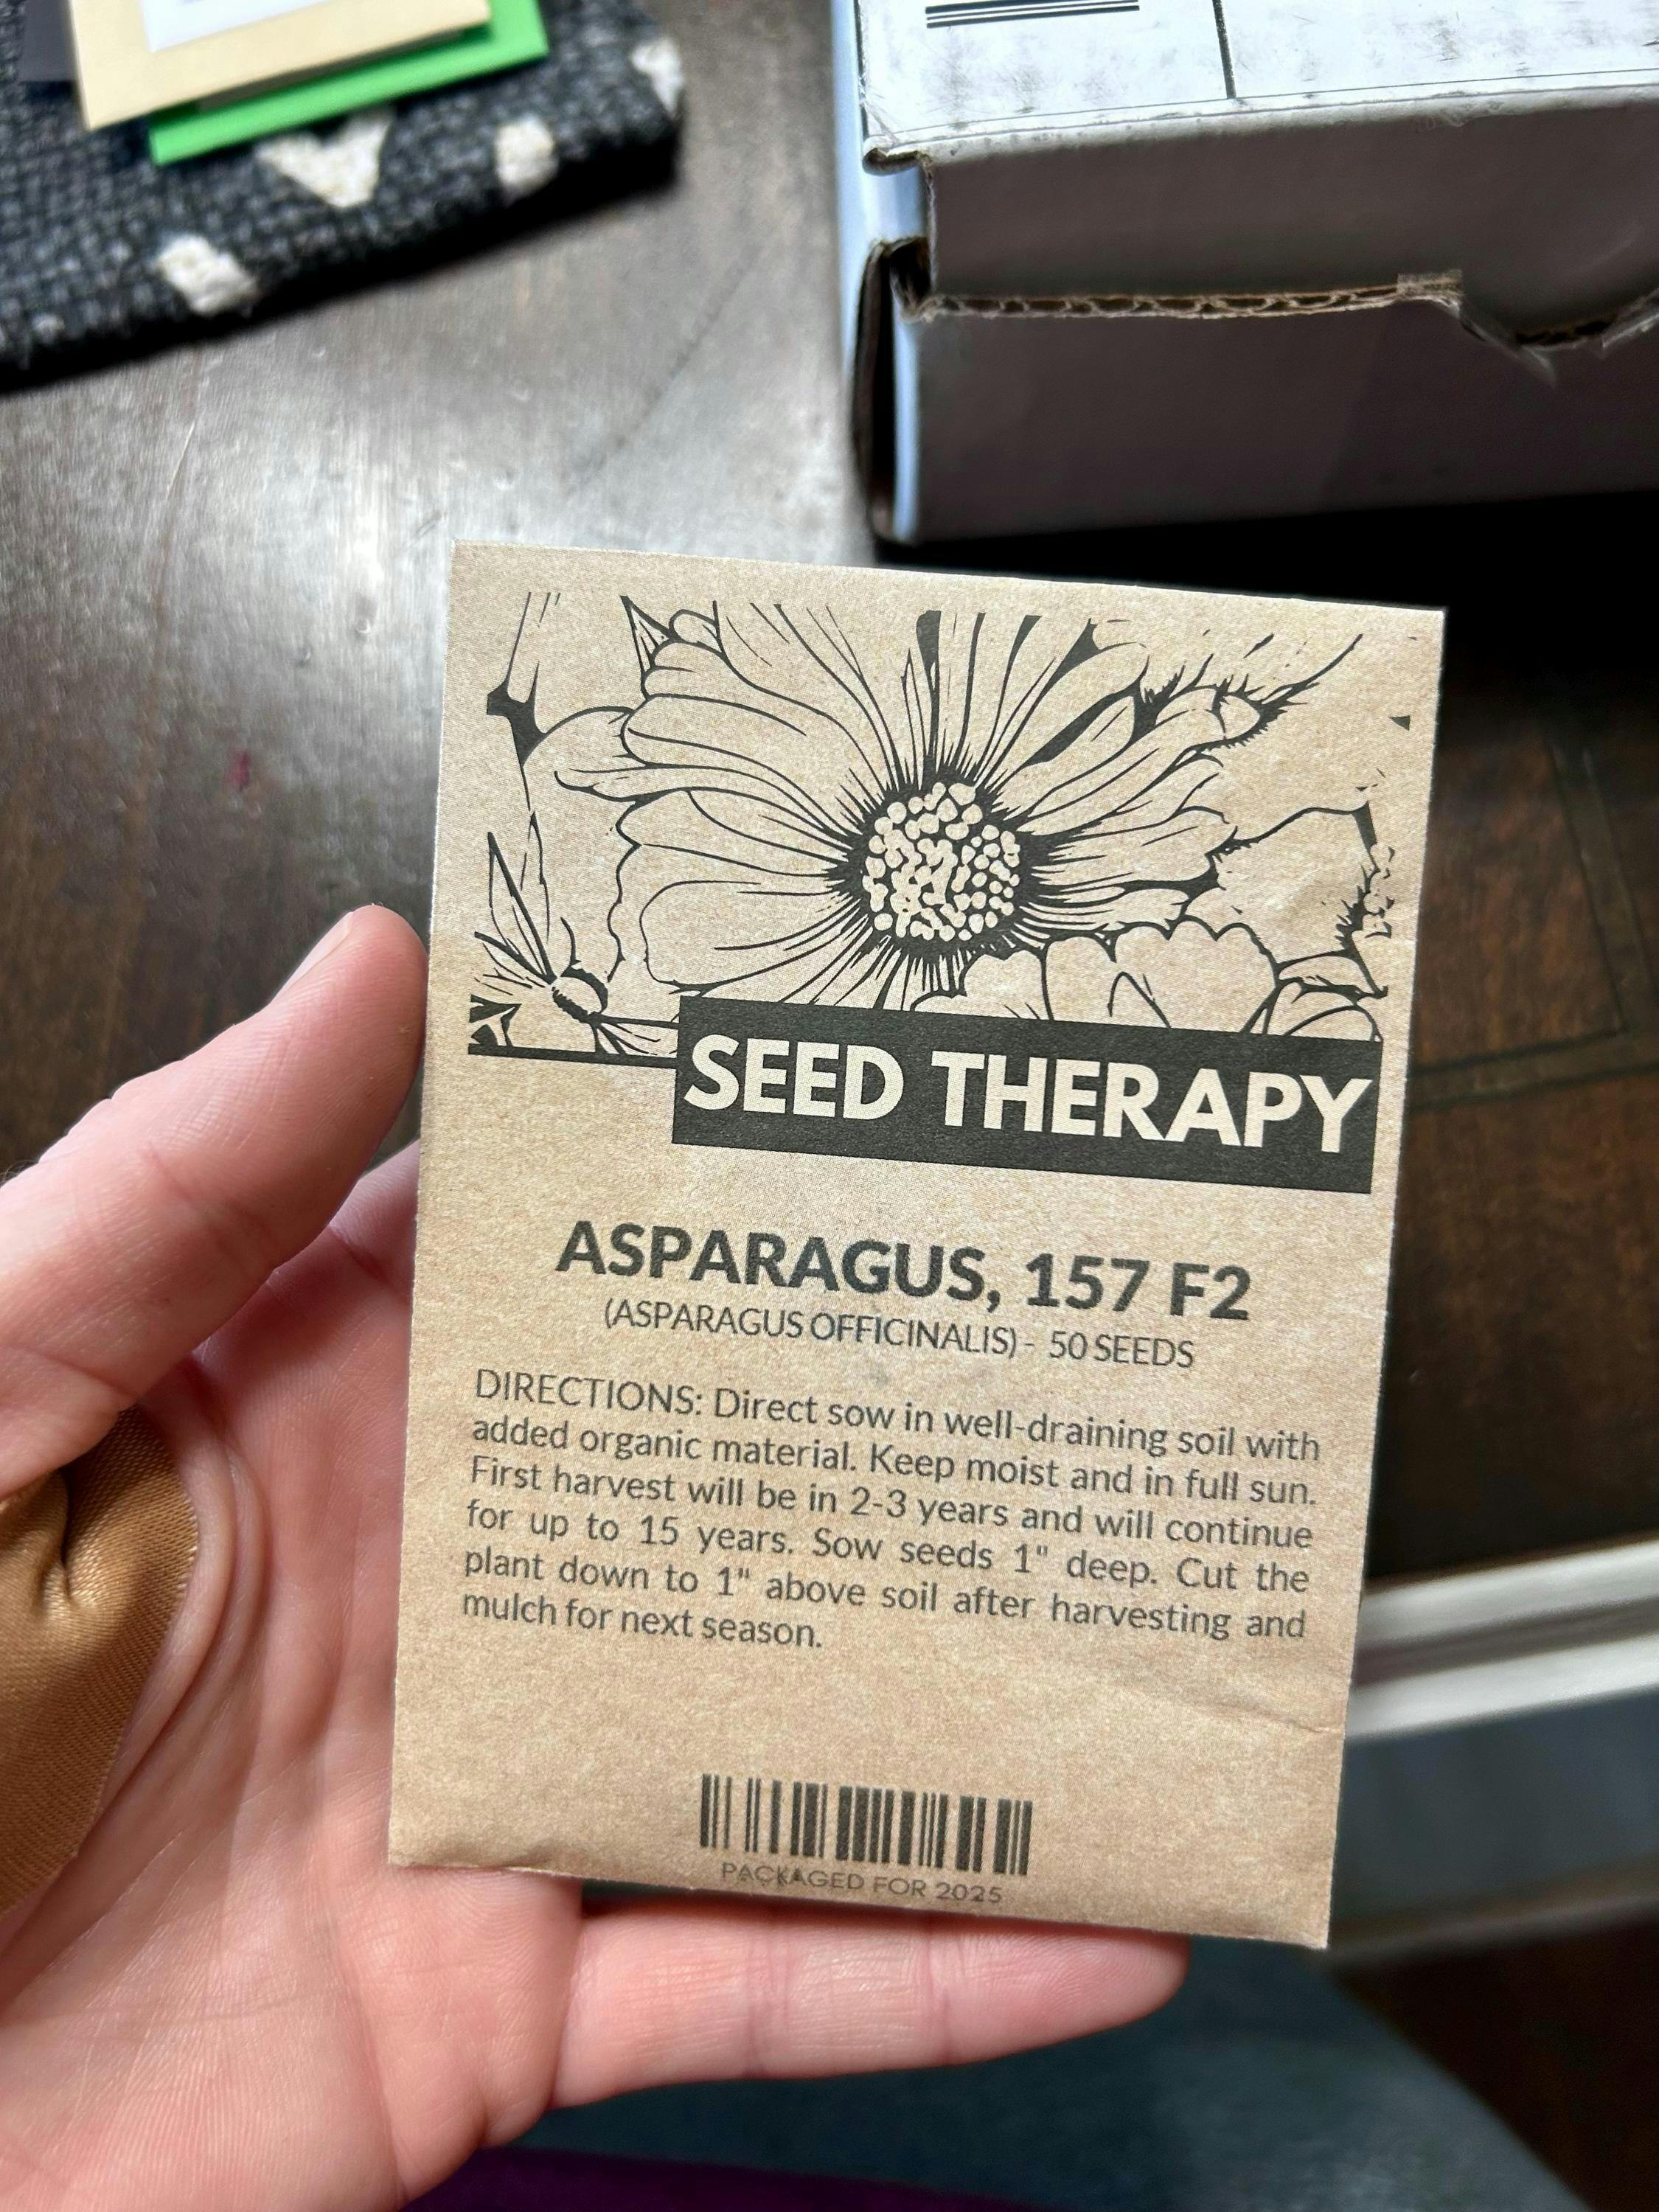 SEED THERAPY
ASPARAGUS, 157 F2
(ASPARAGUS OFFICINALIS) - 50 SEEDS
DIRECTIONS: Direct sow in well-draining soil with
added organic material. Keep moist and in full sun.
First harvest will be in 2-3 years and will continue
for up to 15 years. Sow seeds 1" deep. Cut the
plant down to 1" above soil after harvesting and
mulch for next season.
PACKAGED FOR 2025